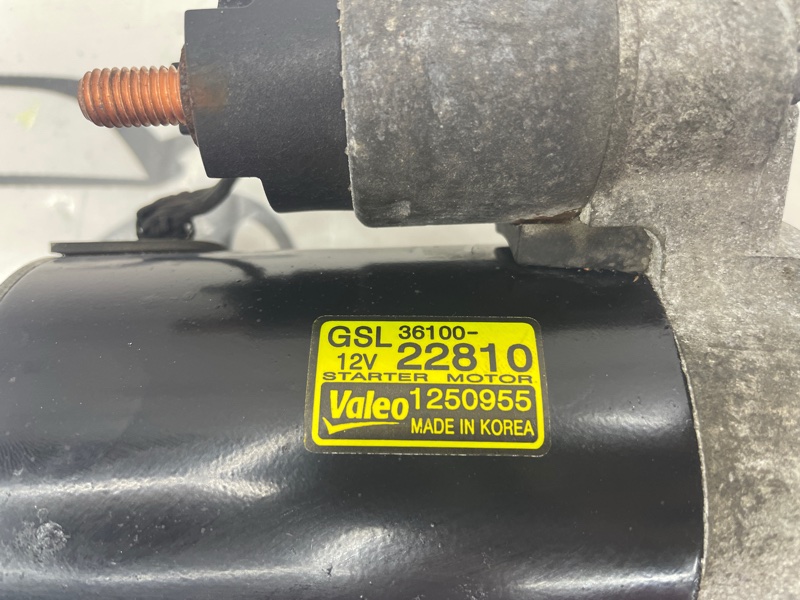 GSL 36100-
12V 22810
STARTER MOTOR
Valeo 1250955
MADE IN KOREA